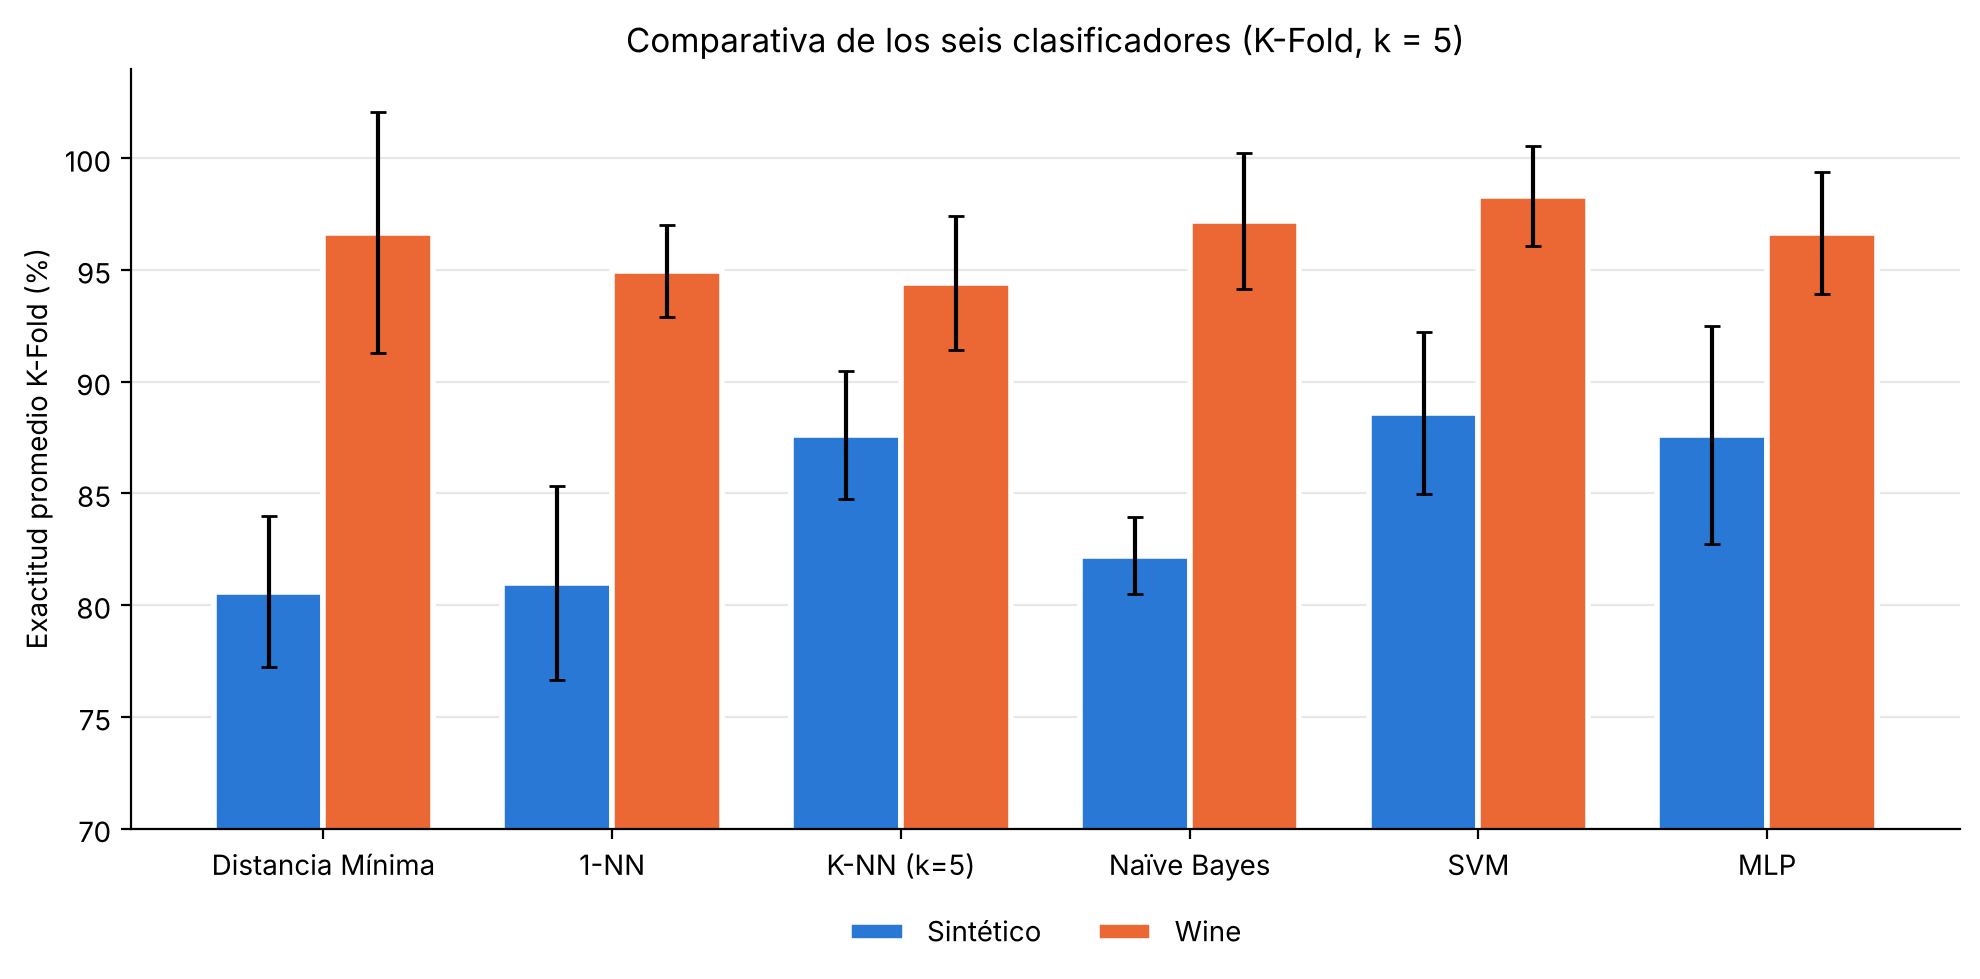 Comparativa de los seis clasificadores (K-Fold, k = 5)
Exactitud promedio K-Fold (%)
100
95
90
85
80
75
70
Distancia Mínima
1-NN
K-NN (k=5)
Naïve Bayes
SVM
MLP
Sintético
Wine